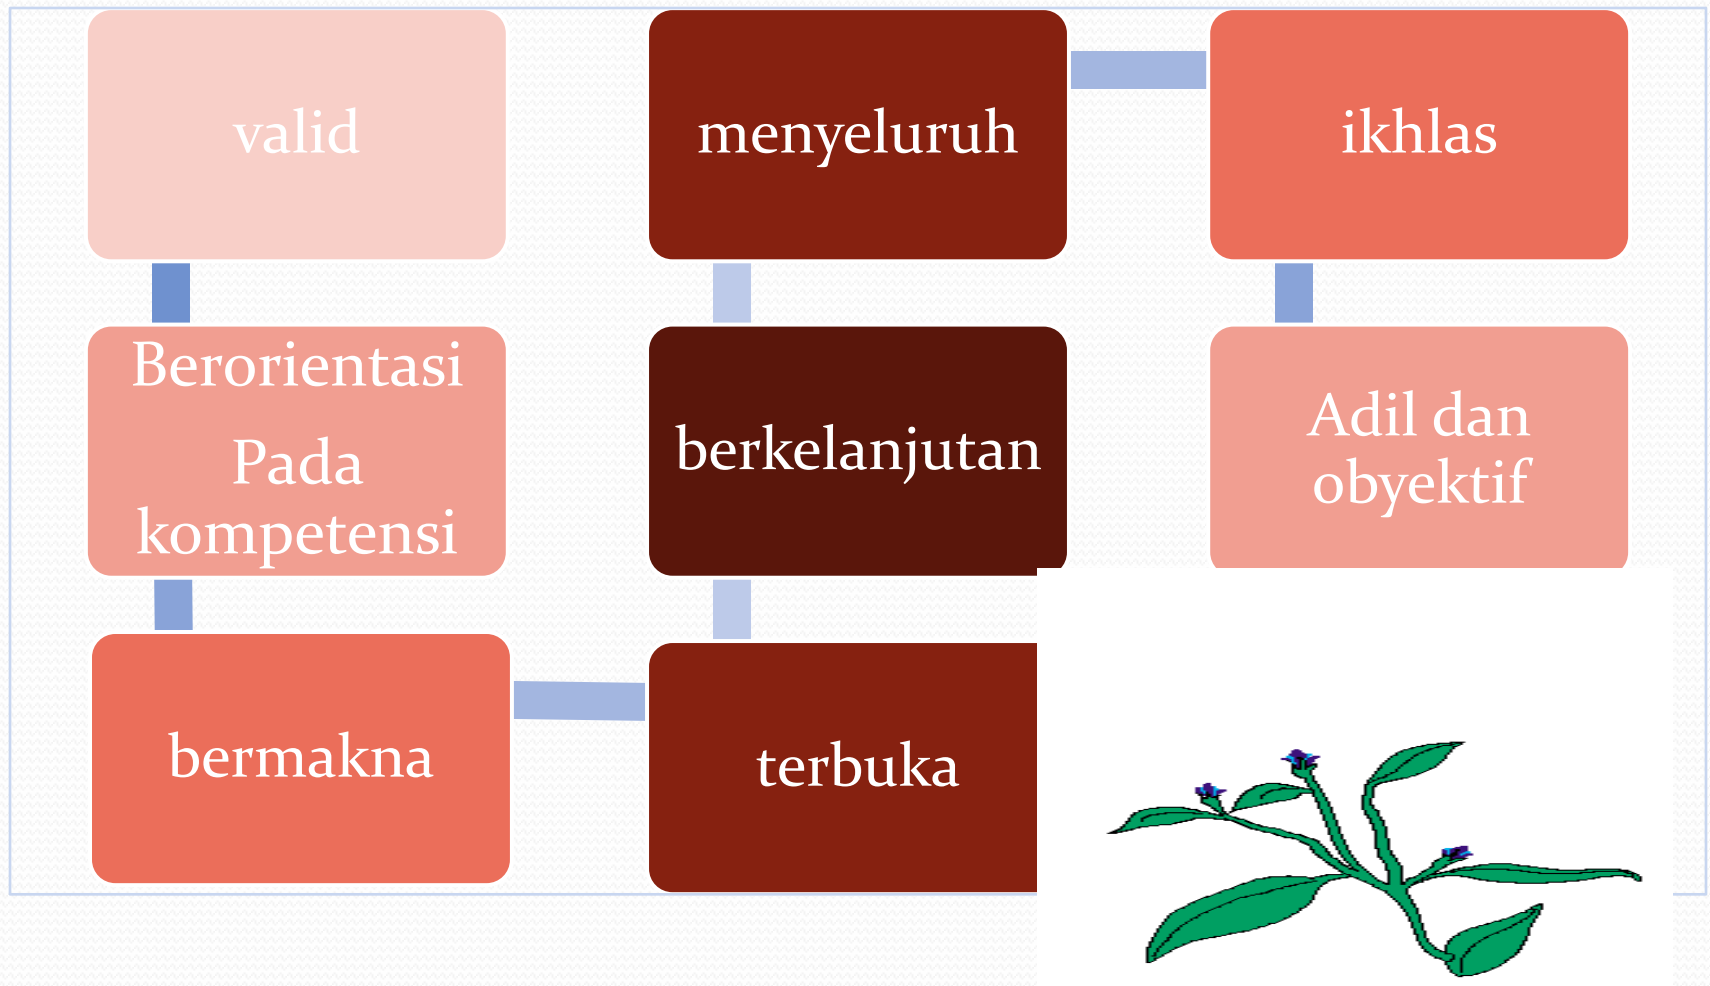 valid
Berorientasi
Pada
kompetensi
bermakna
terbuka
berkelanjutan
menyeluruh
ikhlas
Adil dan
obyektif